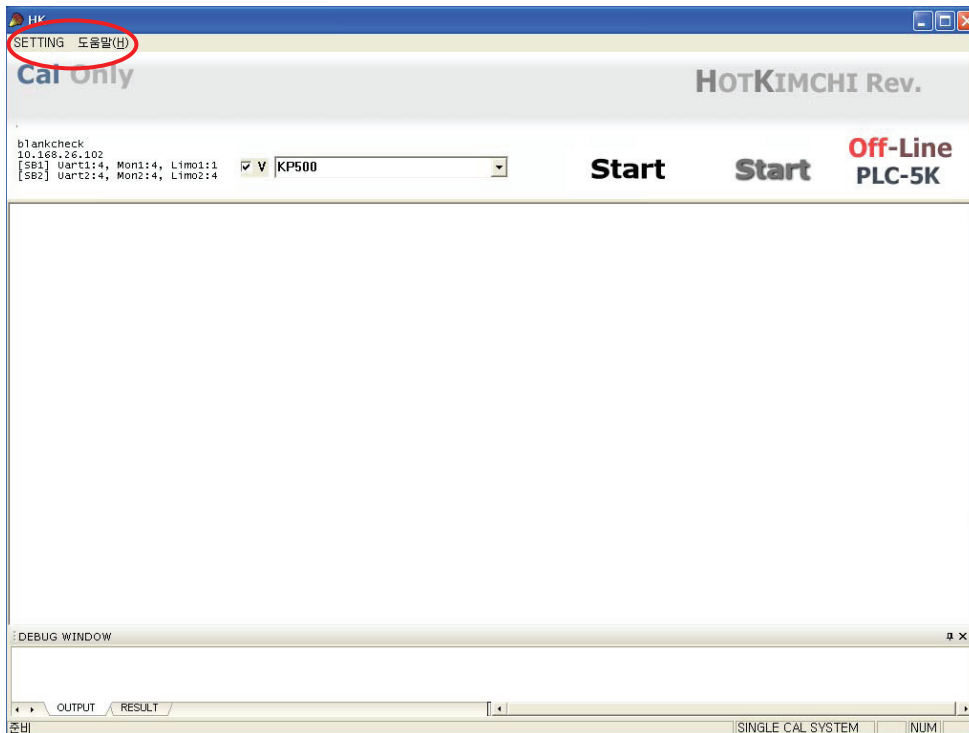 HK
SETTING 도움말(H)
Cal Only
HOTKIMCHI Rev.
blankcheck
10.168.26.102
[SB1] Uart1:4, Mon1:4, Limo1:1
[SB2] Uart2:4, Mon2:4, Limo2:4
V KP500
Start
Start
Off-Line
PLC-5K
DEBUG WINDOW
OUTPUT RESULT
준비 SINGLE CAL SYSTEM NUM